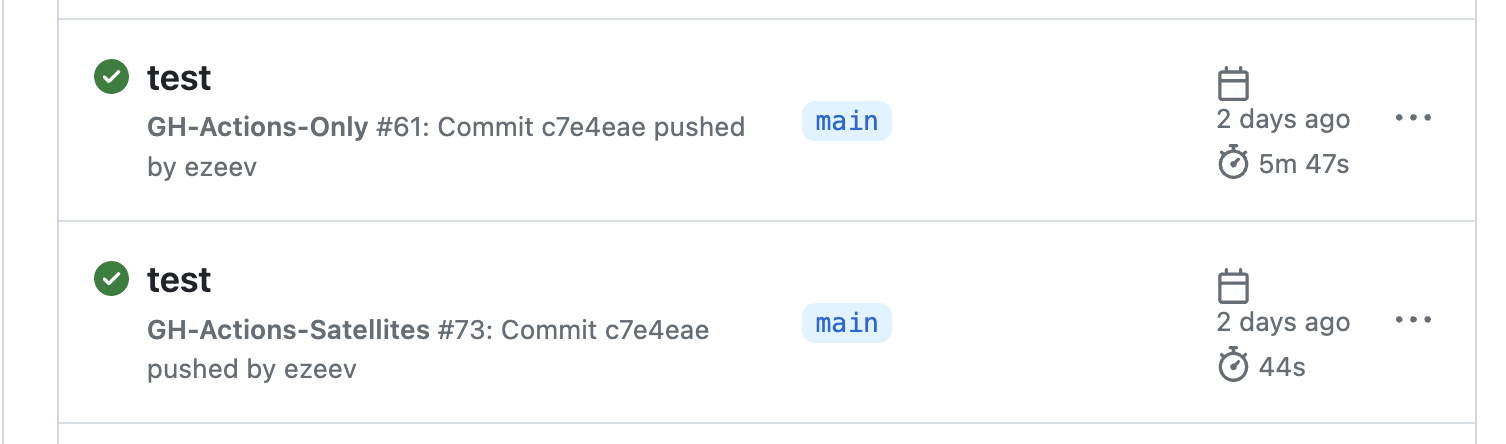 test
GH-Actions-Only #61: Commit c7e4eae pushed
by ezeev
main
2 days ago
5m 47s
test
GH-Actions-Satellites #73: Commit c7e4eae
pushed by ezeev
main
2 days ago
44s